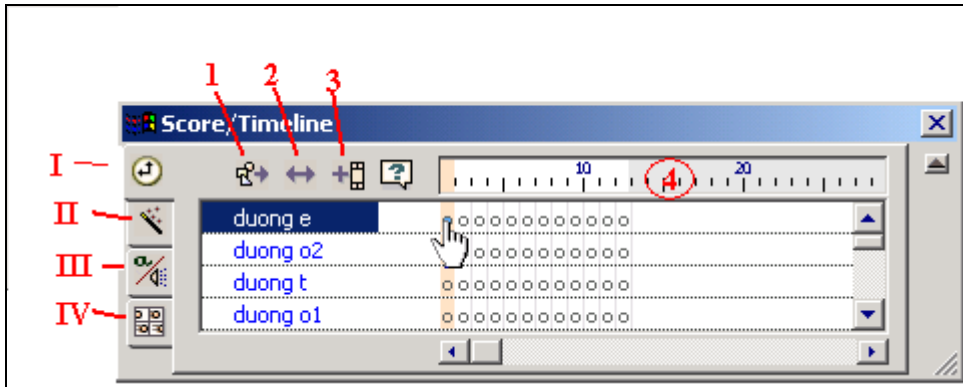 1 2 3
Score/Timeline
I
10 4 20
II
duong e
duong o2
III
duong t
IV
duong o1